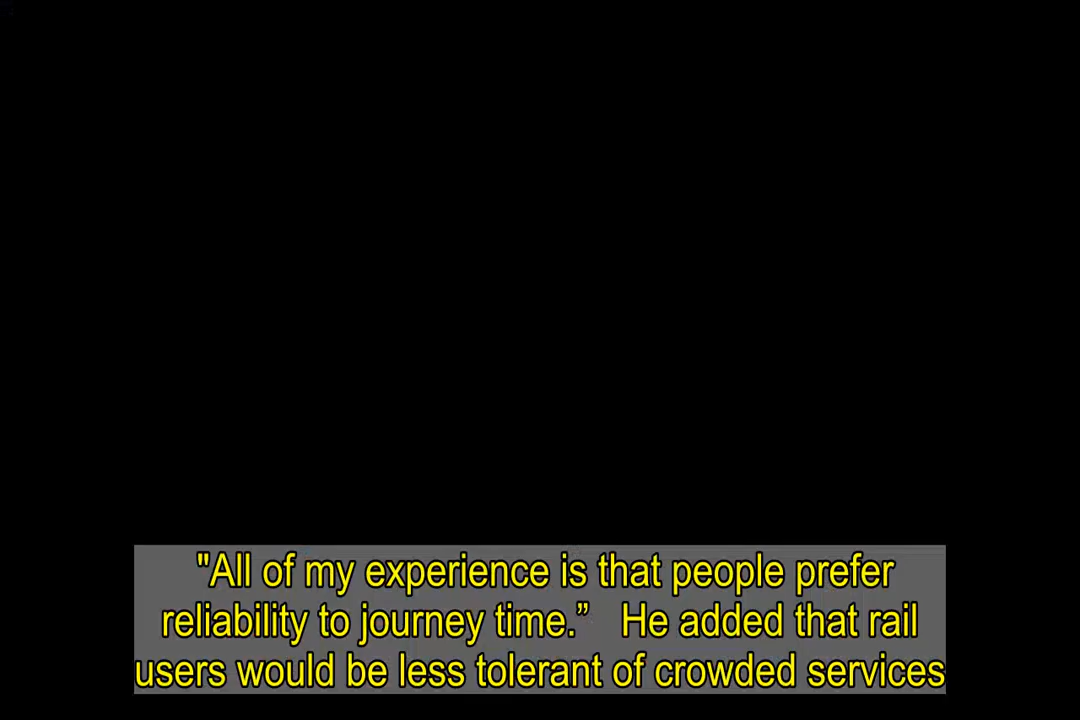 "All of my experience is that people prefer
reliability to journey time.”   He added that rail
users would be less tolerant of crowded services